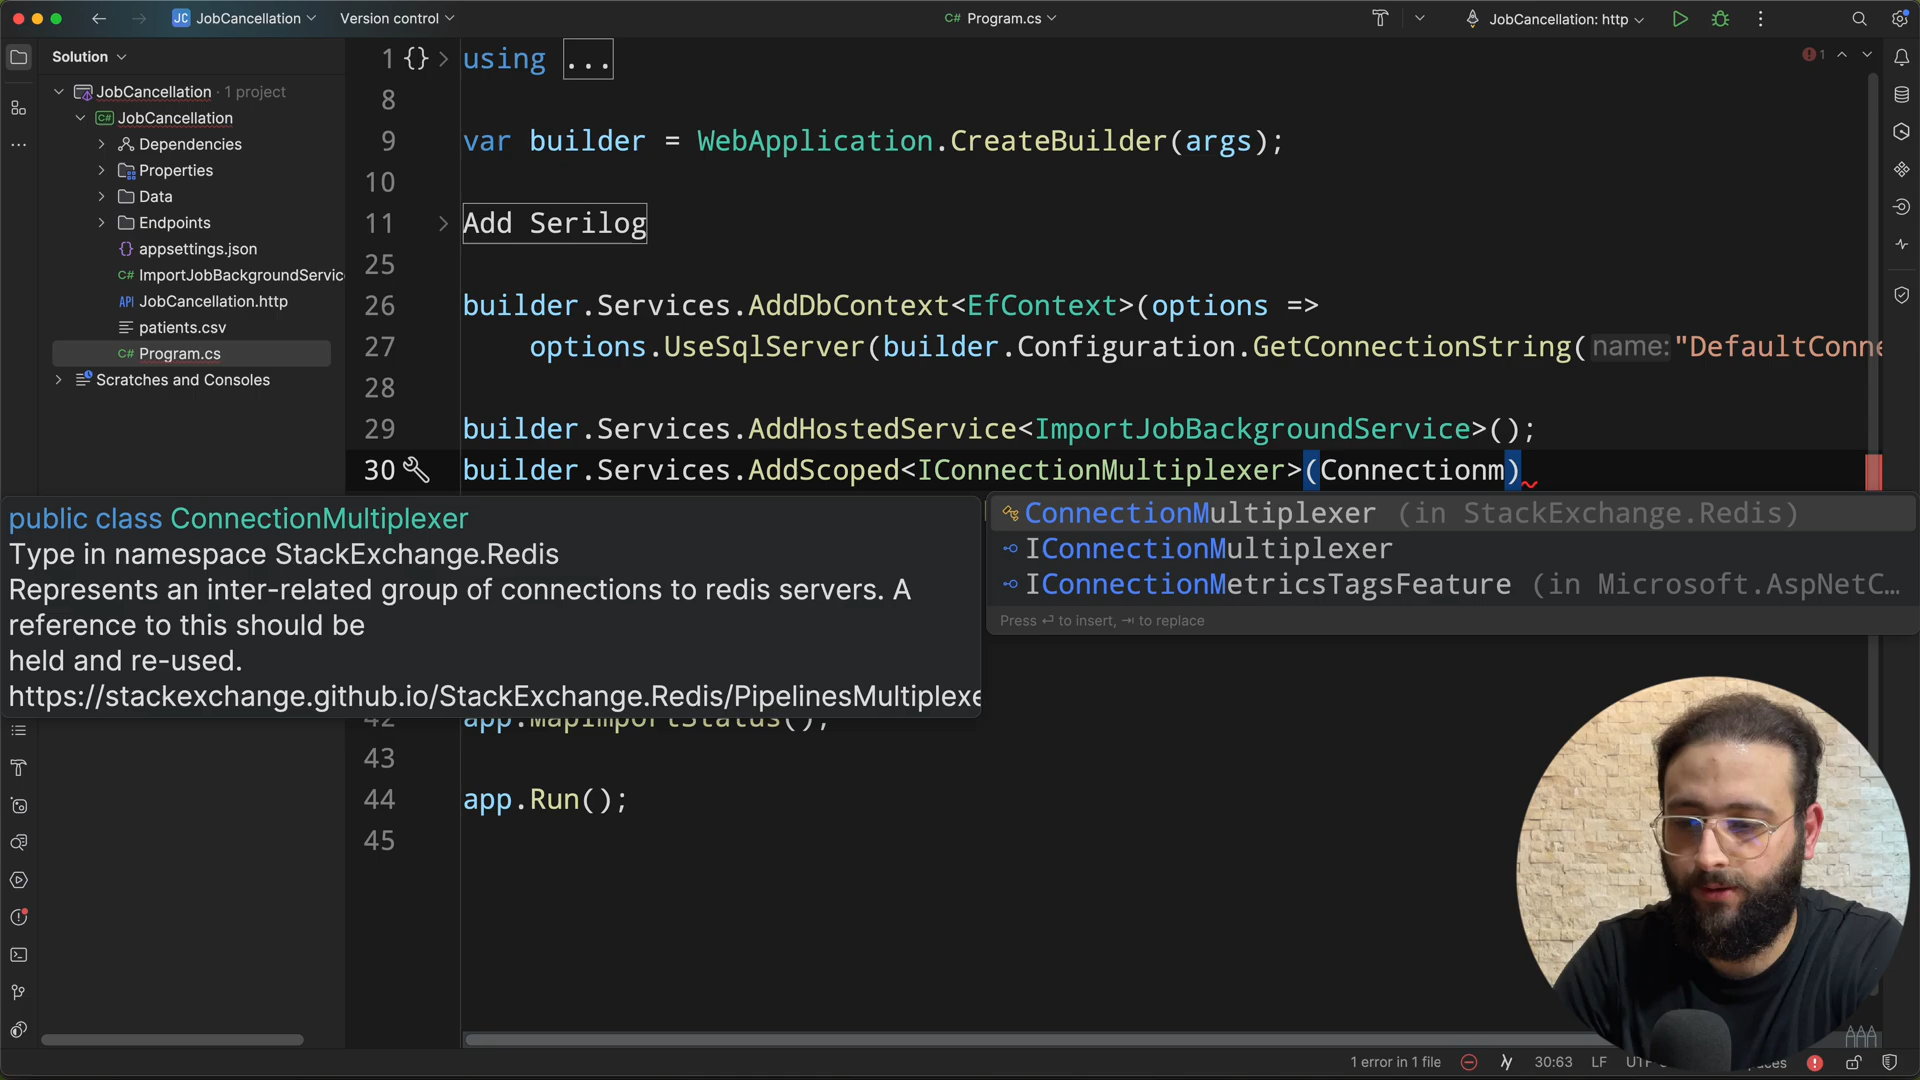 JC JobCancellation
Version control
C# Program.cs
JobCancellation: http
Solution
JobCancellation · 1 project
C# JobCancellation
Dependencies
Properties
Data
Endpoints
{} appsettings.json
C# ImportJobBackgroundServic
API JobCancellation.http
patients.csv
C# Program.cs
Scratches and Consoles
1 {} using ...
1
8
9 var builder = WebApplication.CreateBuilder(args);
10
11 Add Serilog
25
26 builder.Services.AddDbContext<EfContext>(options =>
27 options.UseSqlServer(builder.Configuration.GetConnectionString(name:"DefaultConne
28
29 builder.Services.AddHostedService<ImportJobBackgroundService>();
30 builder.Services.AddScoped<IConnectionMultiplexer>(Connectionm)
public class ConnectionMultiplexer
Type in namespace StackExchange.Redis
Represents an inter-related group of connections to redis servers. A
reference to this should be
held and re-used.
https://stackexchange.github.io/StackExchange.Redis/PipelinesMultiplexe
ConnectionMultiplexer (in StackExchange.Redis)
IConnectionMultiplexer
IConnectionMetricsTagsFeature (in Microsoft.AspNetC...
Press ⏎ to insert, ⇥ to replace
42 app.MapImportStatus();
43
44 app.Run();
45
1 error in 1 file
30:63
LF